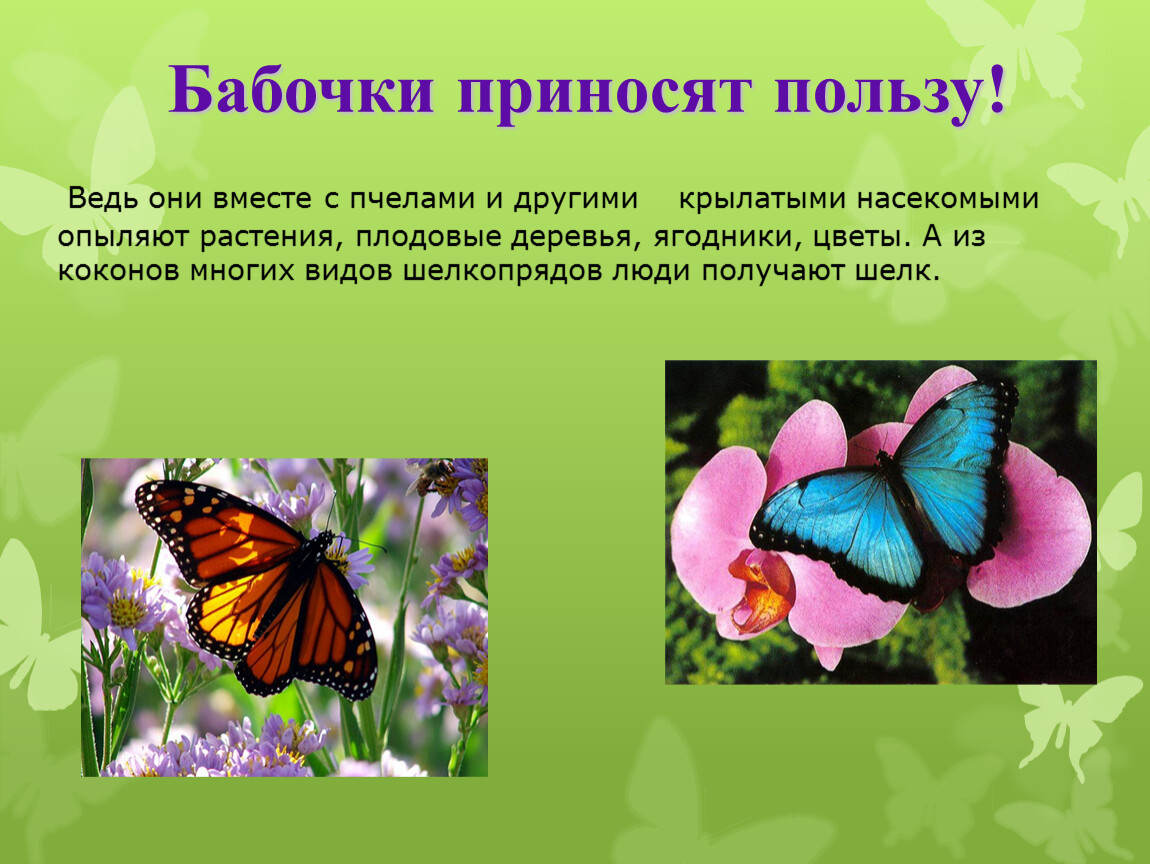 Бабочки приносят пользу!
Ведь они вместе с пчелами и другими крылатыми насекомыми
опыляют растения, плодовые деревья, ягодники, цветы. А из
коконов многих видов шелкопрядов люди получают шелк.